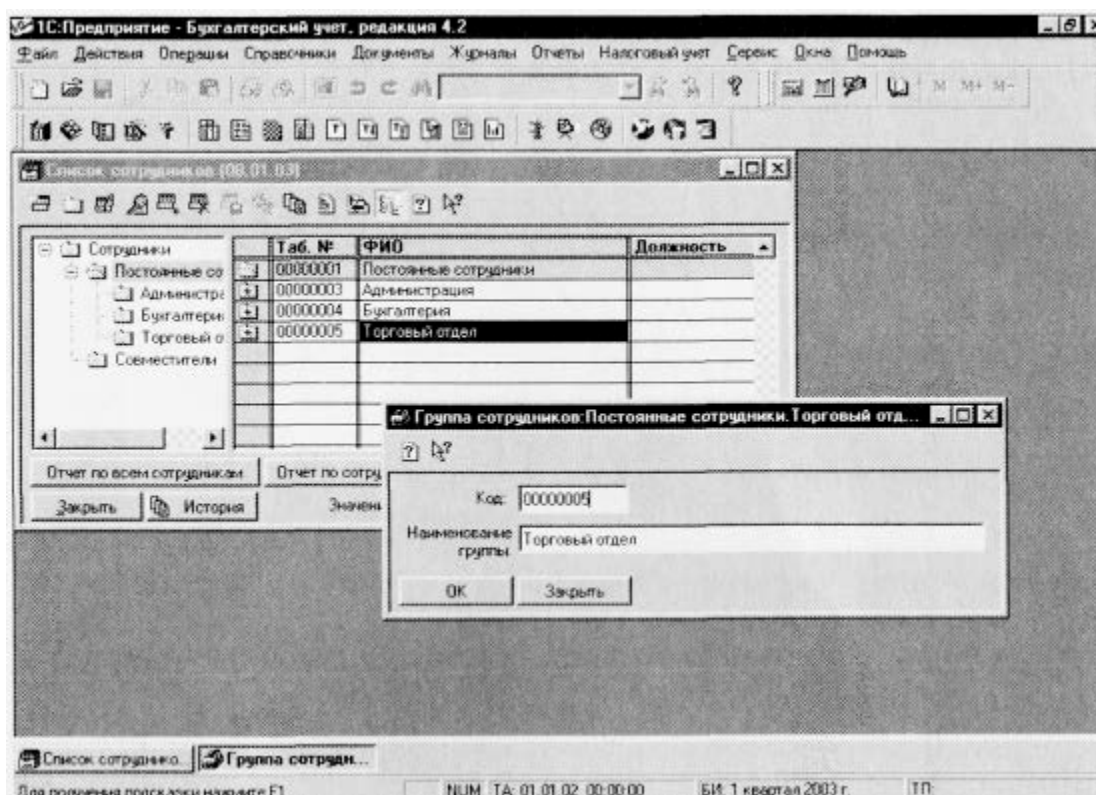 1С:Предприятие - Бухгалтерский учет, редакция 4.2
Файл Действия Операции Справочники Документы Журналы Отчеты Налоговый учет Сервис Окна Помощь
M M+ M-
Список сотрудников (08.01.03)
Таб. № ФИО Должность
Сотрудники
Постоянные со 00000001 Постоянные сотрудники
Администра 00000003 Администрация
Бухгалтери 00000004 Бухгалтерия
Торговый о 00000005 Торговый отдел
Совместители
Группа сотрудников:Постоянные сотрудники.Торговый отд...
Отчет по всем сотрудникам Отчет по сотру
Закрыть История Значени
Код: 00000005
Наименование группы: Торговый отдел
OK Закрыть
Список сотруднико... Группа сотрудн...
Для получения подсказки нажмите F1 NUM ТА: 01.01.02 00:00:00 БИ: 1 квартал 2003 г. ТП: